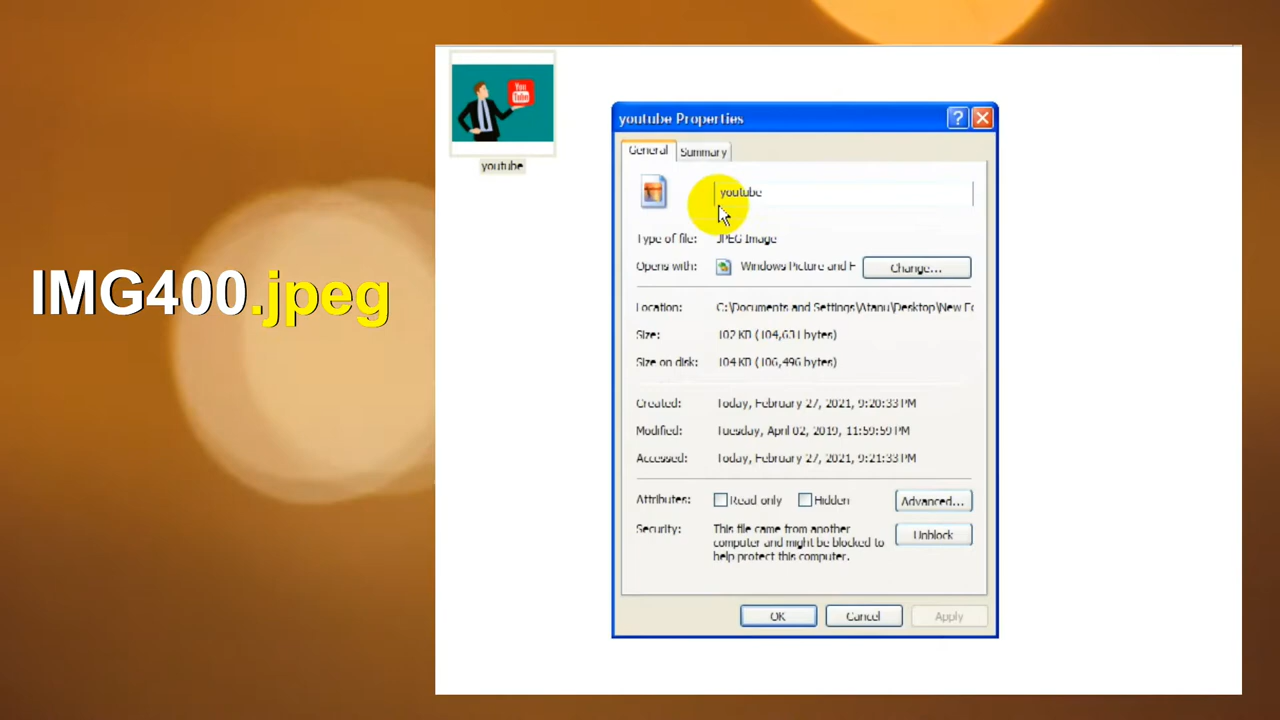 You
Tube
youtube
IMG400.jpeg
youtube Properties
General
Summary
youtube
Type of file: JPEG Image
Opens with: Windows Picture and F Change...
Location: C:\Documents and Settings\Atanu\Desktop\New Fo
Size: 102 KB (104,631 bytes)
Size on disk: 104 KB (106,496 bytes)
Created: Today, February 27, 2021, 9:20:33 PM
Modified: Tuesday, April 02, 2019, 11:59:59 PM
Accessed: Today, February 27, 2021, 9:21:33 PM
Attributes: Read only Hidden Advanced...
Security: This file came from another
computer and might be blocked to
help protect this computer.
Unblock
OK Cancel Apply